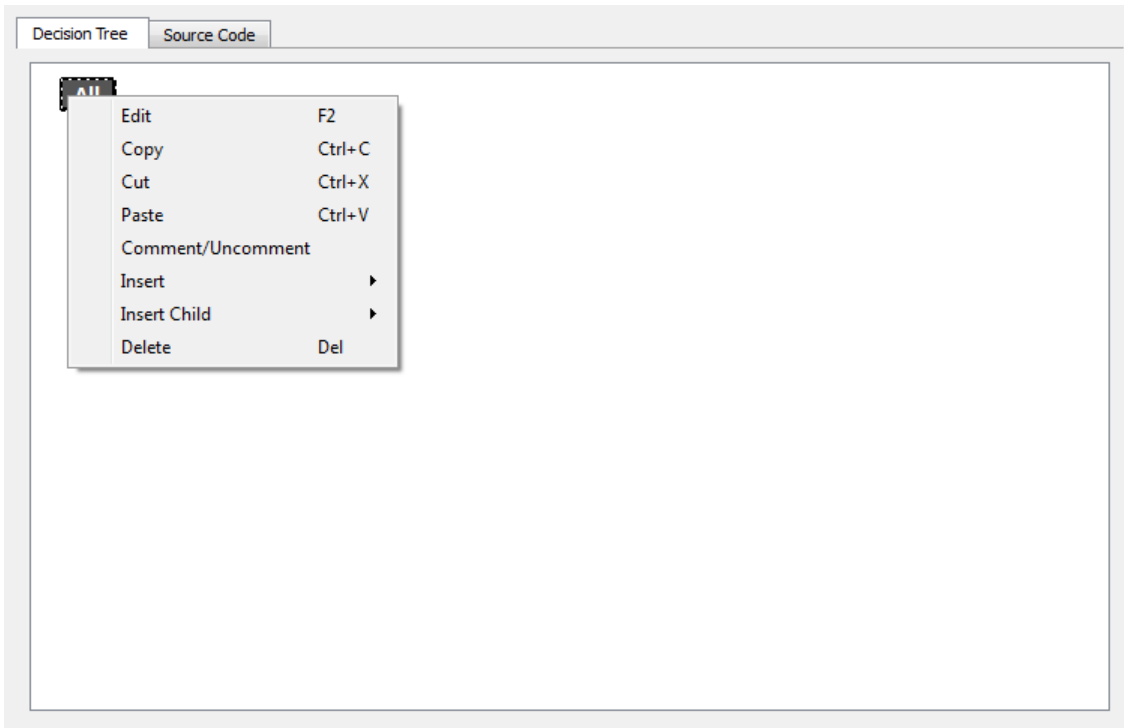 Decision Tree Source Code
All
Edit F2
Copy Ctrl+C
Cut Ctrl+X
Paste Ctrl+V
Comment/Uncomment
Insert
Insert Child
Delete Del